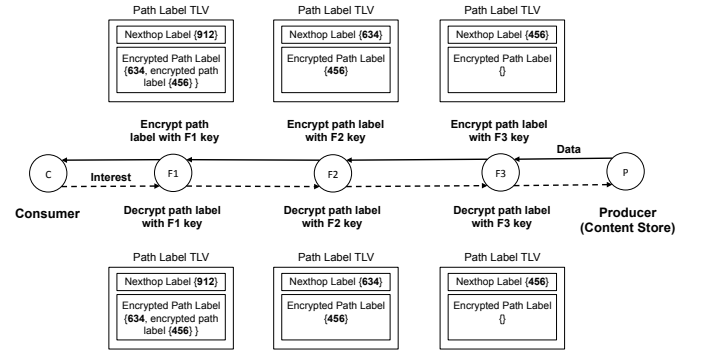 Path Label TLV
Path Label TLV
Path Label TLV
Nexthop Label {912}
Nexthop Label {634}
Nexthop Label {456}
Encrypted Path Label
{634, encrypted path
label {456} }
Encrypted Path Label
{456}
Encrypted Path Label
{}
Encrypt path
label with F1 key
Encrypt path label
with F2 key
Encrypt path label
with F3 key
Data
C
F1
F2
F3
P
Interest
Consumer
Decrypt path label
with F1 key
Decrypt path label
with F2 key
Decrypt path label
with F3 key
Producer
(Content Store)
Path Label TLV
Path Label TLV
Path Label TLV
Nexthop Label {912}
Nexthop Label {634}
Nexthop Label {456}
Encrypted Path Label
{634, encrypted path
label {456} }
Encrypted Path Label
{456}
Encrypted Path Label
{}